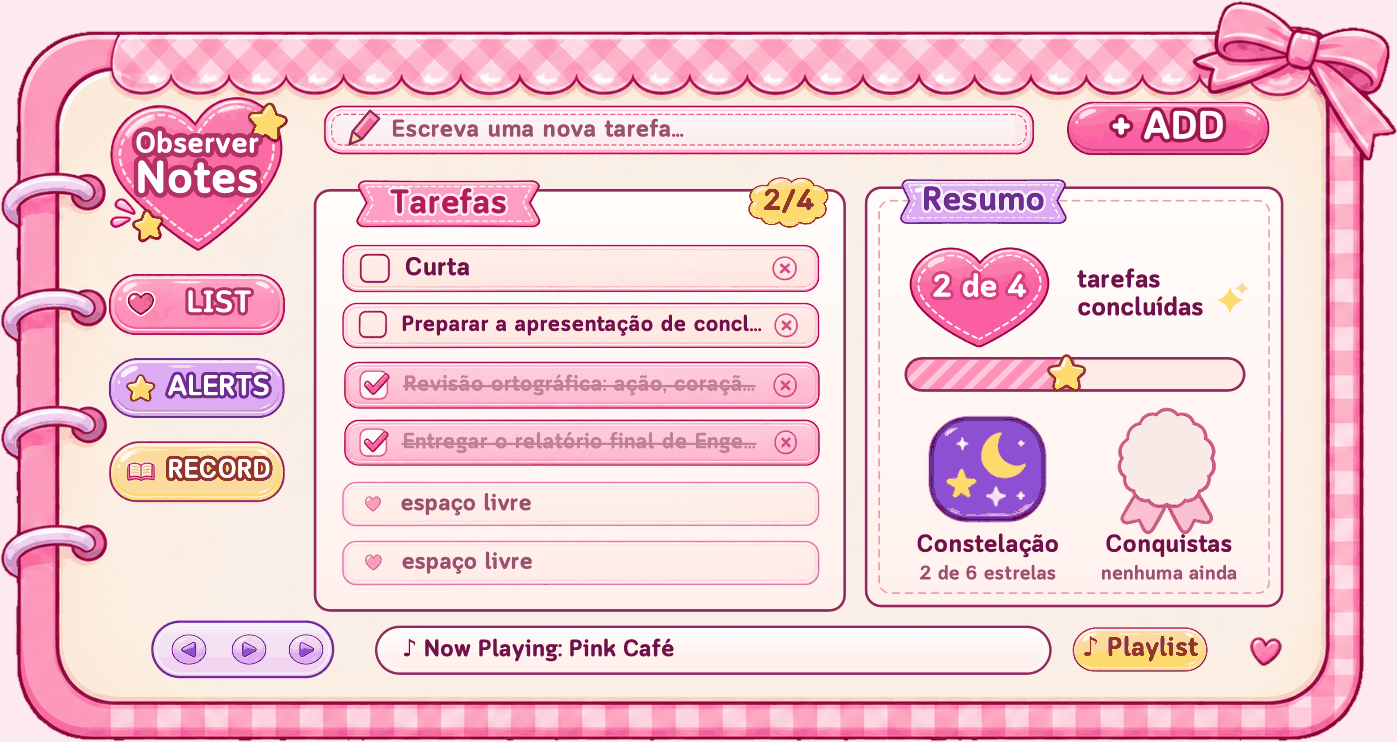 Observer
Notes
Escreva uma nova tarefa...
+ ADD
LIST
ALERTS
RECORD
Tarefas
2/4
Curta
Preparar a apresentação de concl...
Revisão ortográfica: ação, coraçã...
Entregar o relatório final de Enge...
espaço livre
espaço livre
Resumo
2 de 4
tarefas
concluídas
Constelação
2 de 6 estrelas
Conquistas
nenhuma ainda
♪ Now Playing: Pink Café
♪ Playlist